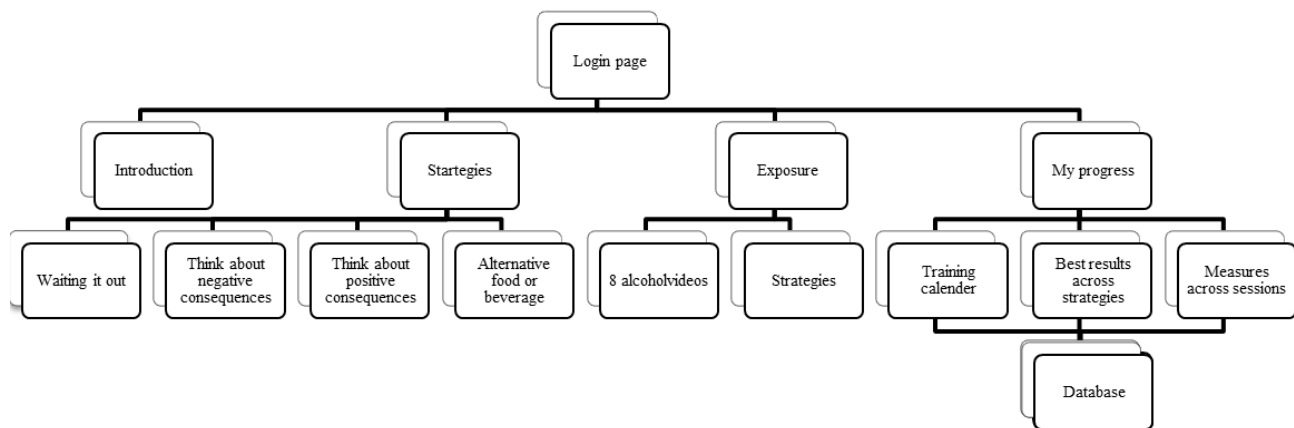 Login page
Introduction
Startegies
Exposure
My progress
Waiting it out
Think about
negative
consequences
Think about
positive
consequences
Alternative
food or
beverage
8 alcoholvideos
Strategies
Training
calender
Best results
across
strategies
Measures
across sessions
Database